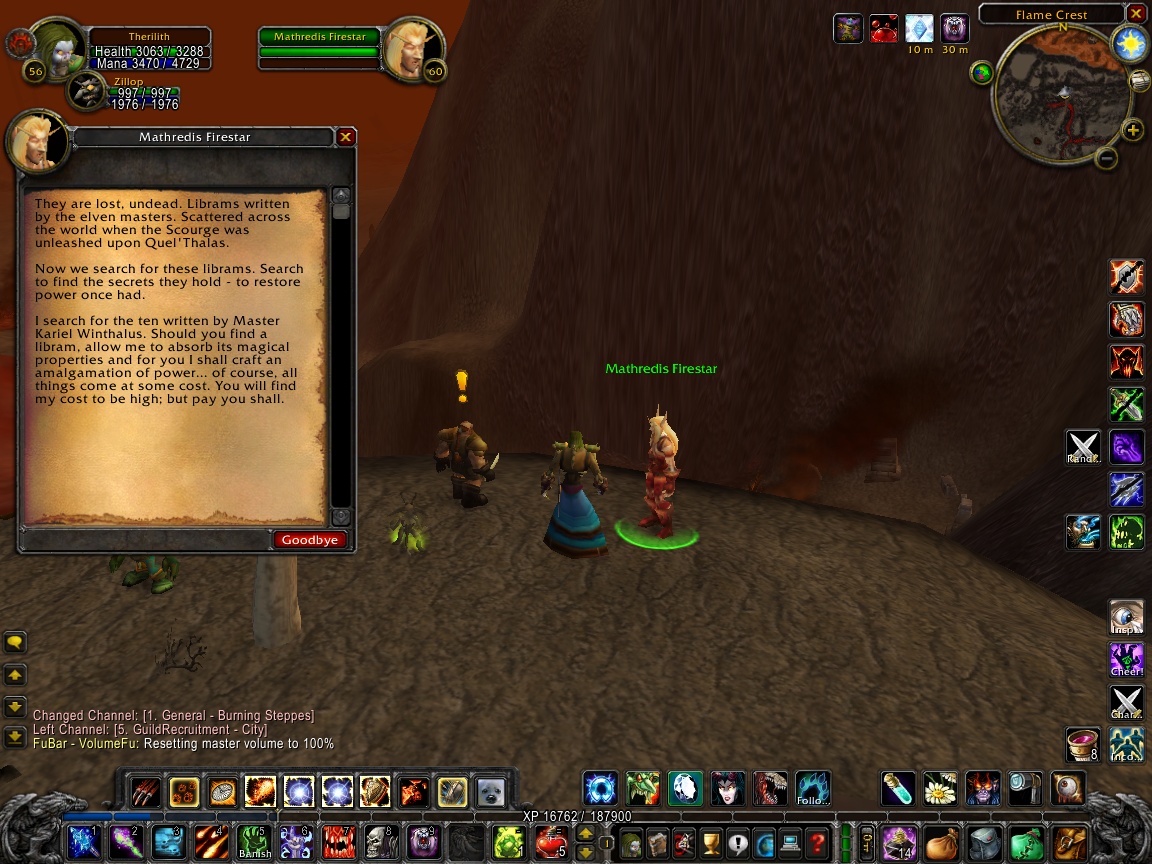 Therilith
Health 3063 / 3288
Mana 3470 / 4729
56
Zillop
997 / 997
1976 / 1976
Mathredis Firestar
60
10 m 30 m
Flame Crest
N
Mathredis Firestar
They are lost, undead. Librams written
by the elven masters. Scattered across
the world when the Scourge was
unleashed upon Quel'Thalas.
Now we search for these librams. Search
to find the secrets they hold - to restore
power once had.
I search for the ten written by Master
Kariel Winthalus. Should you find a
libram, allow me to absorb its magical
properties and for you I shall craft an
amalgamation of power... of course, all
things come at some cost. You will find
my cost to be high; but pay you shall.
Goodbye
Mathredis Firestar
Cheer!
8
Changed Channel: [1. General - Burning Steppes]
Left Channel: [5. GuildRecruitment - City]
FuBar - VolumeFu: Resetting master volume to 100%
Follo...
XP 16762 / 187900
Banish
14